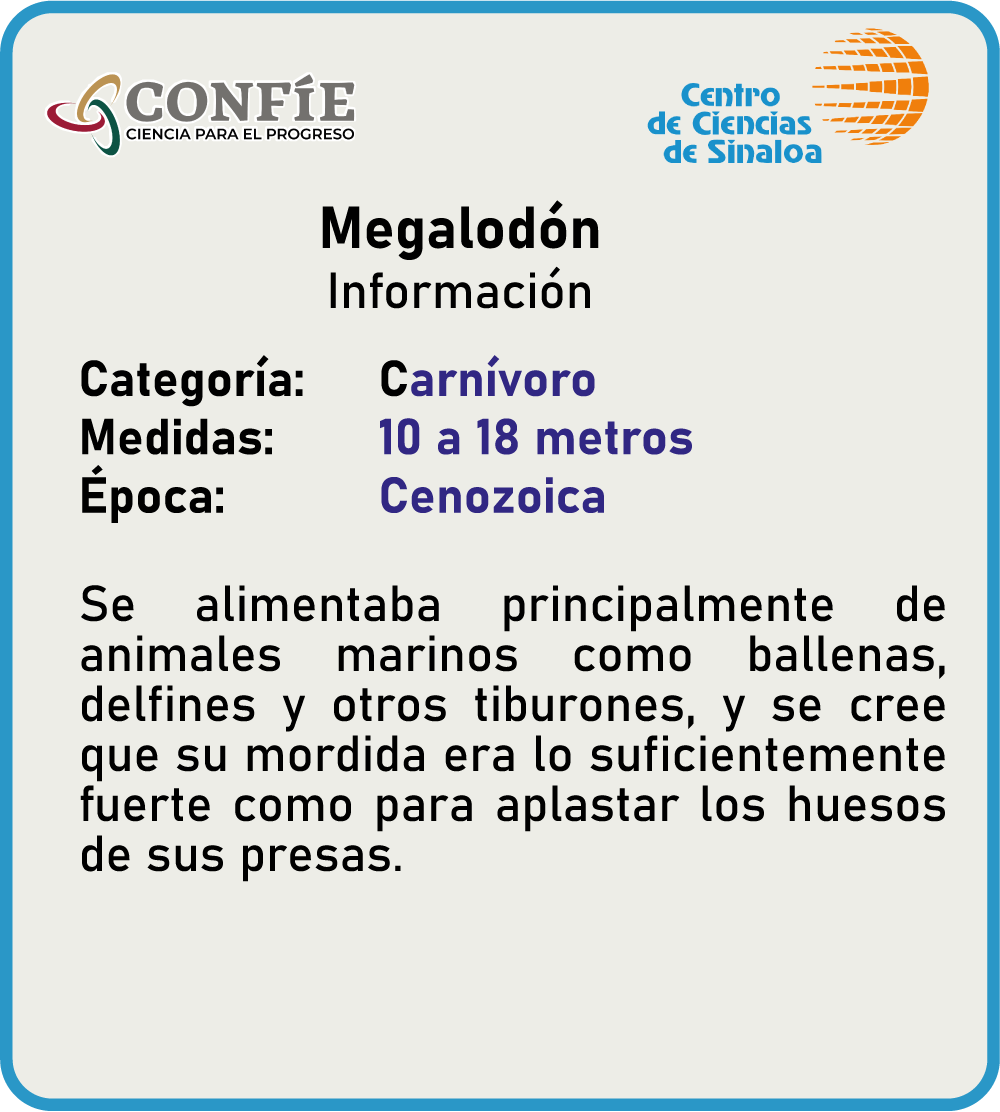 CONFÍE
CIENCIA PARA EL PROGRESO
Centro
de Ciencias
de Sinaloa
Megalodón
Información
Categoría: Carnívoro
Medidas: 10 a 18 metros
Época: Cenozoica
Se alimentaba principalmente de
animales marinos como ballenas,
delfines y otros tiburones, y se cree
que su mordida era lo suficientemente
fuerte como para aplastar los huesos
de sus presas.